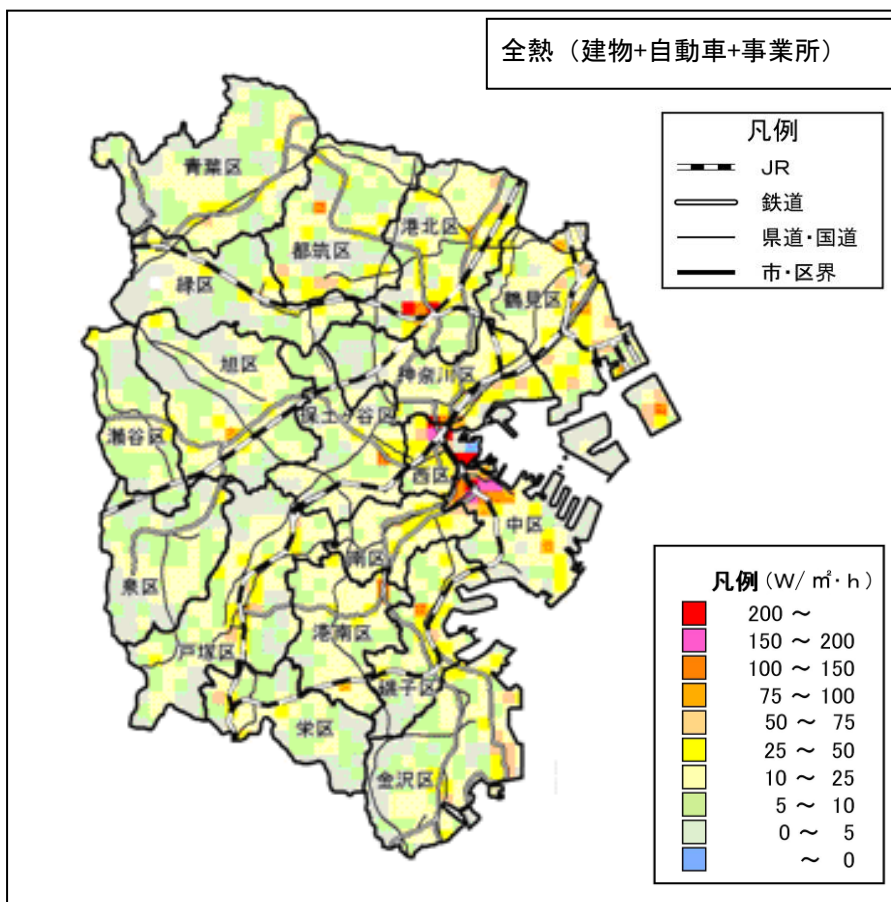 全熱（建物+自動車+事業所）
凡例
JR
鉄道
県道・国道
市・区界
青葉区
港北区
都筑区
緑区
鶴見区
旭区
神奈川区
保土ヶ谷区
瀬谷区
西区
中区
南区
泉区
港南区
戸塚区
磯子区
栄区
金沢区
凡例 (W/㎡・h)
200 ～
150 ～ 200
100 ～ 150
75 ～ 100
50 ～ 75
25 ～ 50
10 ～ 25
5 ～ 10
0 ～ 5
～ 0